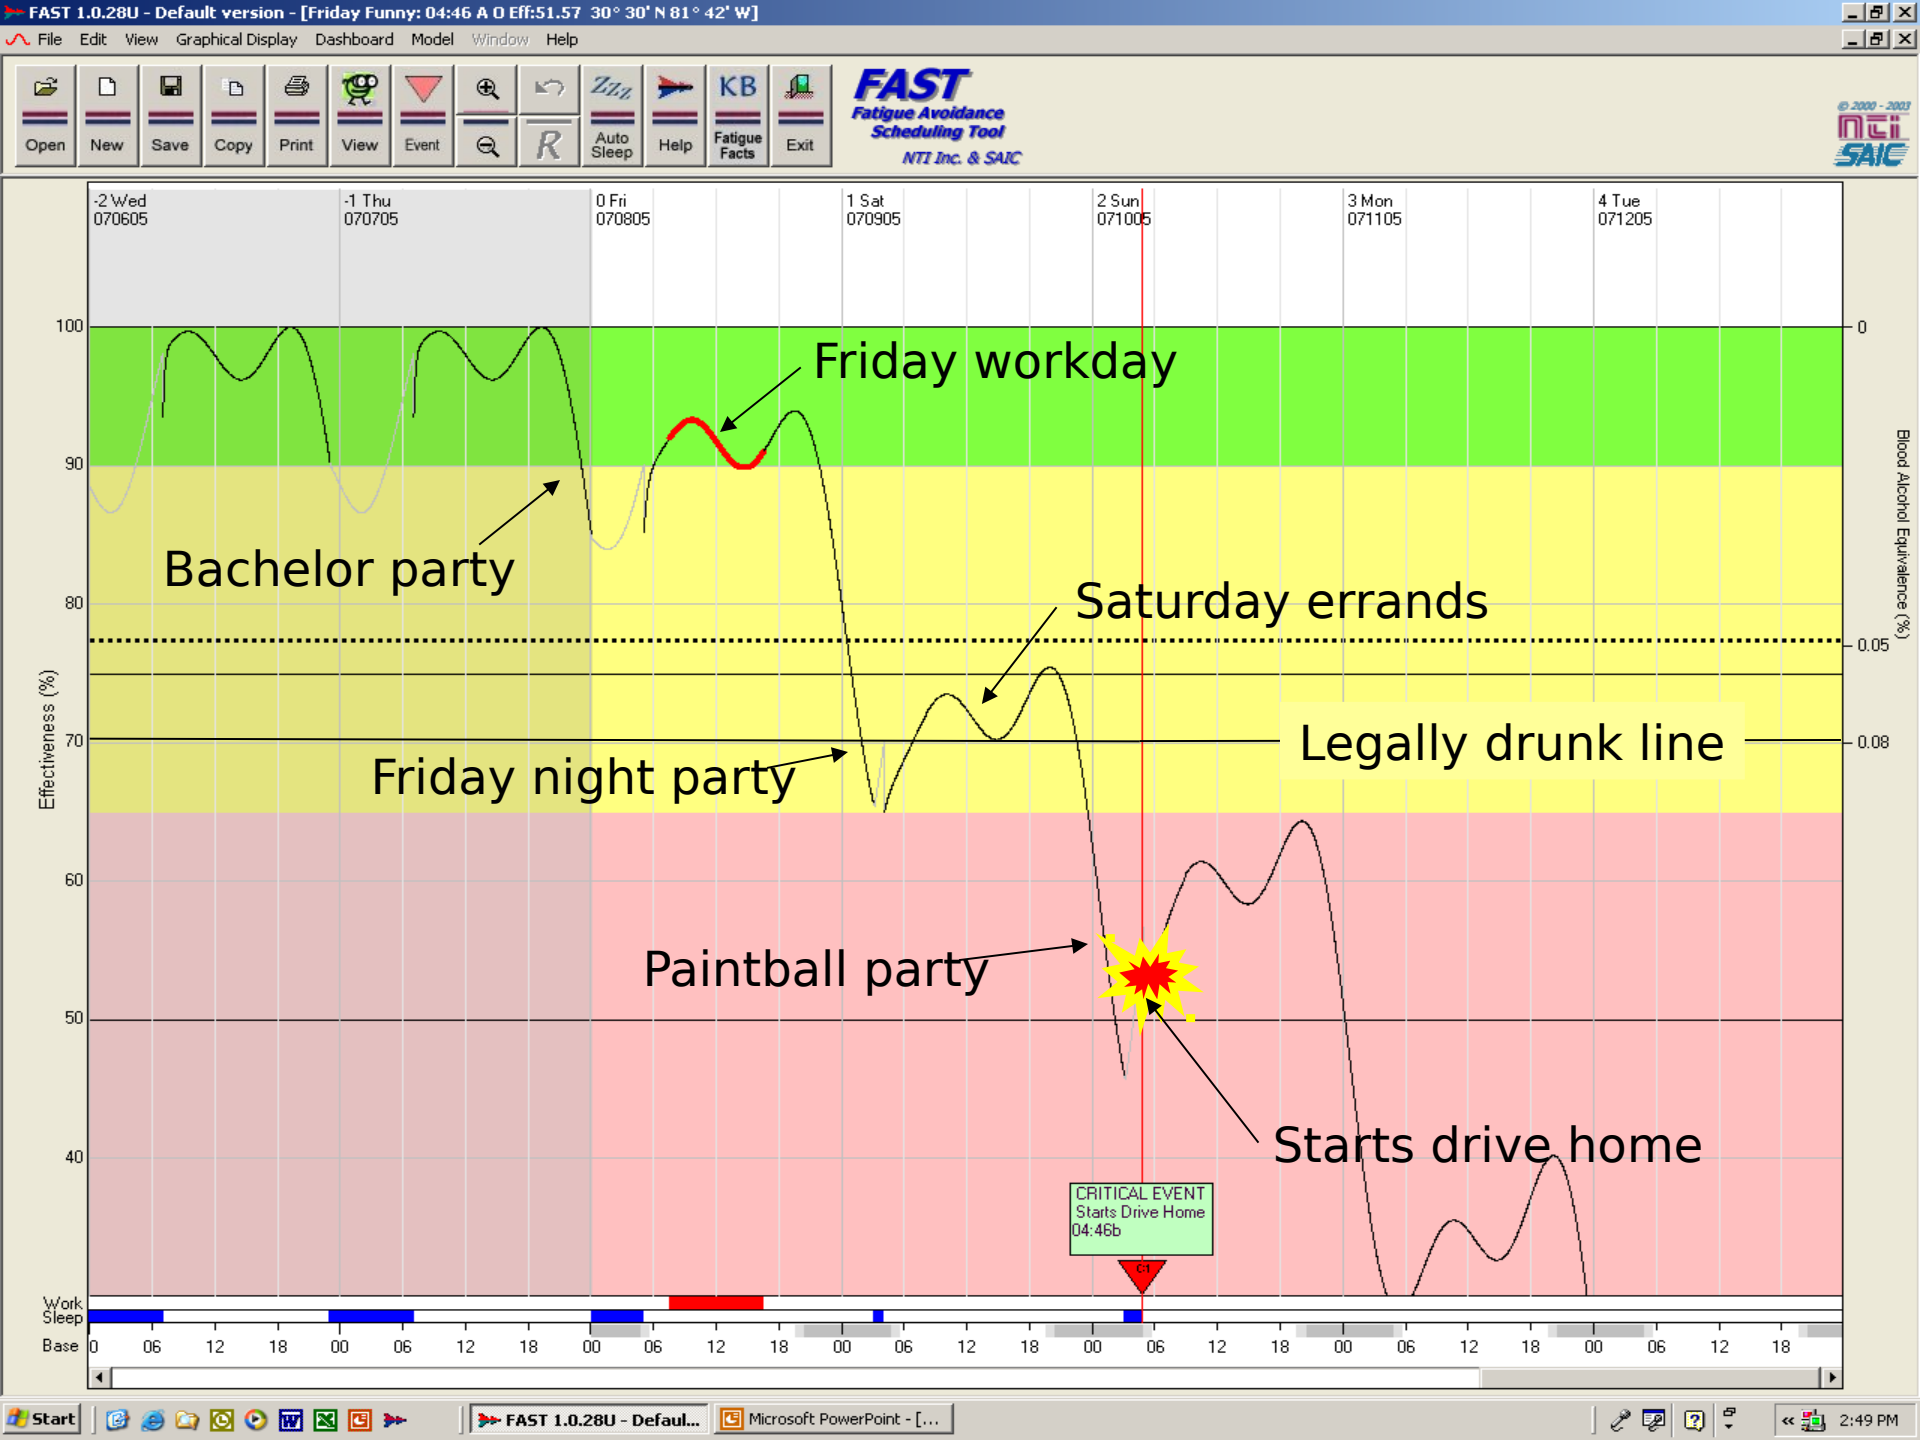 FAST 1.0.28U - Default version - [Friday Funny: 04:46 A O Eff:51.57 30° 30' N 81° 42' W]
File Edit View Graphical Display Dashboard Model Window Help
ZZZ KB
R
Open New Save Copy Print View Event Auto Sleep Help Fatigue Facts Exit
FAST
Fatigue Avoidance
Scheduling Tool
NTI Inc. & SAIC
© 2000 - 2003
nti
SAIC
-2 Wed -1 Thu 0 Fri 1 Sat 2 Sun 3 Mon 4 Tue
070605 070705 070805 070905 071005 071105 071205
100 0
Friday workday
90
Bachelor party
80
Saturday errands
0.05
Legally drunk line
70 0.08
Friday night party
Effectiveness (%)
Blood Alcohol Equivalence (%)
60
Paintball party
50
Starts drive home
40
CRITICAL EVENT
Starts Drive Home
04:46b
C1
Work
Sleep
Base 0 06 12 18 00 06 12 18 00 06 12 18 00 06 12 18 00 06 12 18 00 06 12 18 00 06 12 18
Start FAST 1.0.28U - Defaul... Microsoft PowerPoint - [... 2:49 PM